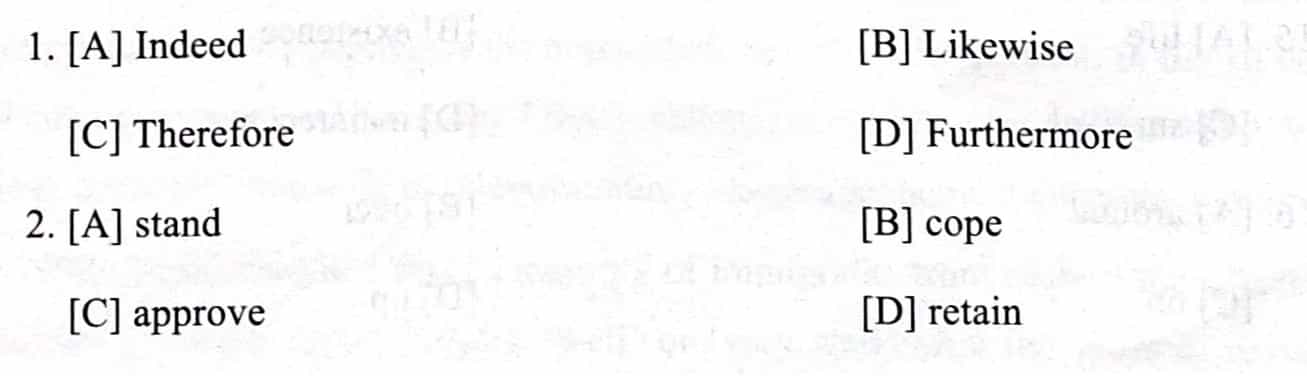 1. [A] Indeed [B] Likewise
[C] Therefore [D] Furthermore
2. [A] stand [B] cope
[C] approve [D] retain